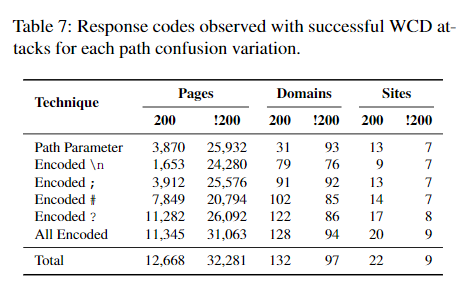 Table 7: Response codes observed with successful WCD at-
tacks for each path confusion variation.
Technique Pages Domains Sites
200 !200 200 !200 200 !200
Path Parameter 3,870 25,932 31 93 13 7
Encoded \n 1,653 24,280 79 76 9 7
Encoded ; 3,912 25,576 91 92 13 7
Encoded # 7,849 20,794 102 85 14 7
Encoded ? 11,282 26,092 122 86 17 8
All Encoded 11,345 31,063 128 94 20 9
Total 12,668 32,281 132 97 22 9